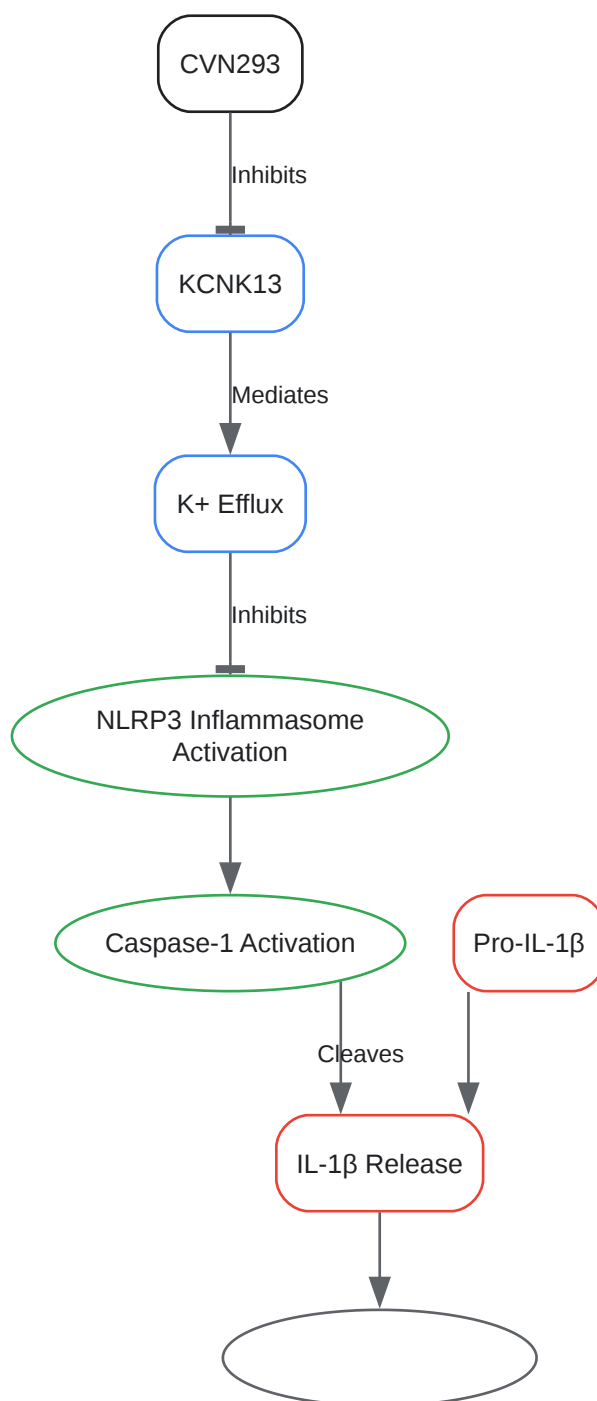 CVN293
Inhibits
KCNK13
Mediates
K+ Efflux
Inhibits
NLRP3 Inflammasome
Activation
Caspase-1 Activation
Pro-IL-1β
Cleaves
IL-1β Release